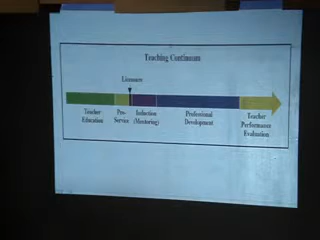 Teaching Continuum
Licensure
Teacher
Education
Pre-
Service
Induction
(Mentoring)
Professional
Development
Teacher
Performance
Evaluation